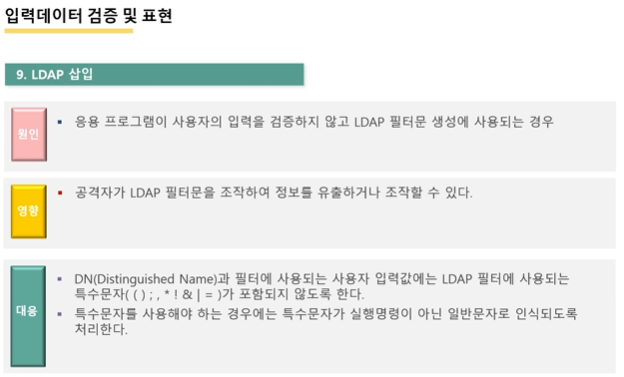 입력데이터 검증 및 표현
9. LDAP 삽입
원인
▪ 응용 프로그램이 사용자의 입력을 검증하지 않고 LDAP 필터문 생성에 사용되는 경우
영향
▪ 공격자가 LDAP 필터문을 조작하여 정보를 유출하거나 조작할 수 있다.
대응
▪ DN(Distinguished Name)과 필터에 사용되는 사용자 입력값에는 LDAP 필터에 사용되는
특수문자( ( ) ; , * ! & | = )가 포함되지 않도록 한다.
▪ 특수문자를 사용해야 하는 경우에는 특수문자가 실행명령이 아닌 일반문자로 인식되도록
처리한다.